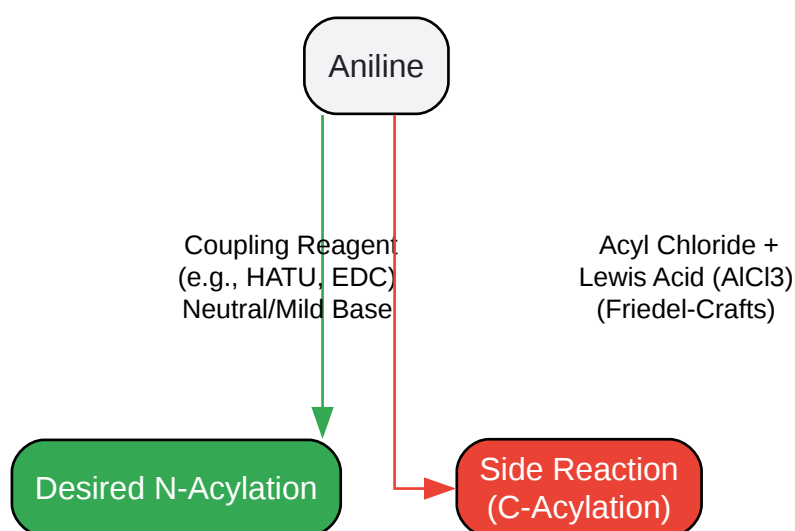 Aniline
Coupling Reagent
(e.g., HATU, EDC)
Neutral/Mild Base
Acyl Chloride +
Lewis Acid (AlCl3)
(Friedel-Crafts)
Desired N-Acylation
Side Reaction
(C-Acylation)